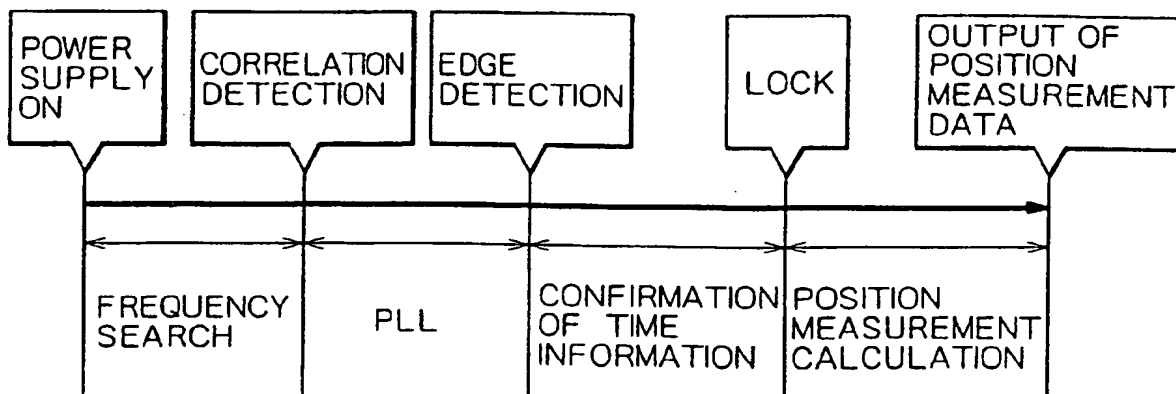 POWER
SUPPLY
ON
CORRELATION
DETECTION
EDGE
DETECTION
LOCK
OUTPUT OF
POSITION
MEASUREMENT
DATA
FREQUENCY
SEARCH
PLL
CONFIRMATION
OF TIME
INFORMATION
POSITION
MEASUREMENT
CALCULATION